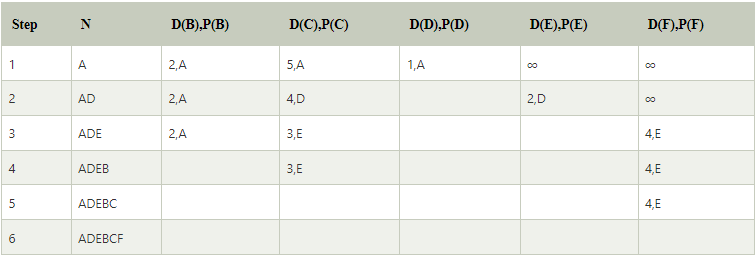 Step N D(B),P(B) D(C),P(C) D(D),P(D) D(E),P(E) D(F),P(F)
1 A 2,A 5,A 1,A ∞ ∞
2 AD 2,A 4,D 2,D ∞
3 ADE 2,A 3,E 4,E
4 ADEB 3,E 4,E
5 ADEBC 4,E
6 ADEBCF